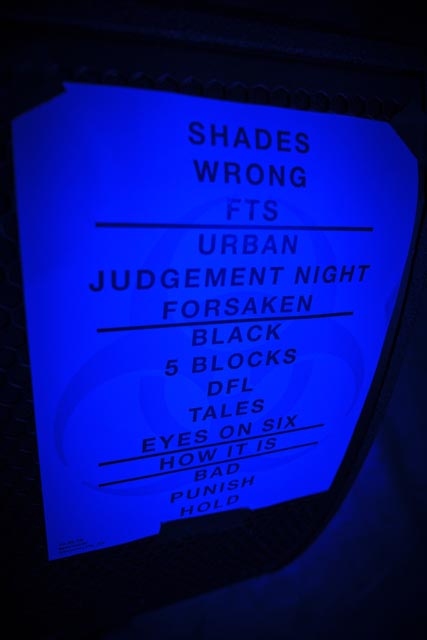 SHADES
WRONG
FTS
URBAN
JUDGEMENT NIGHT
FORSAKEN
BLACK
5 BLOCKS
DFL
TALES
EYES ON SIX
HOW IT IS
BAD
PUNISH
HOLD